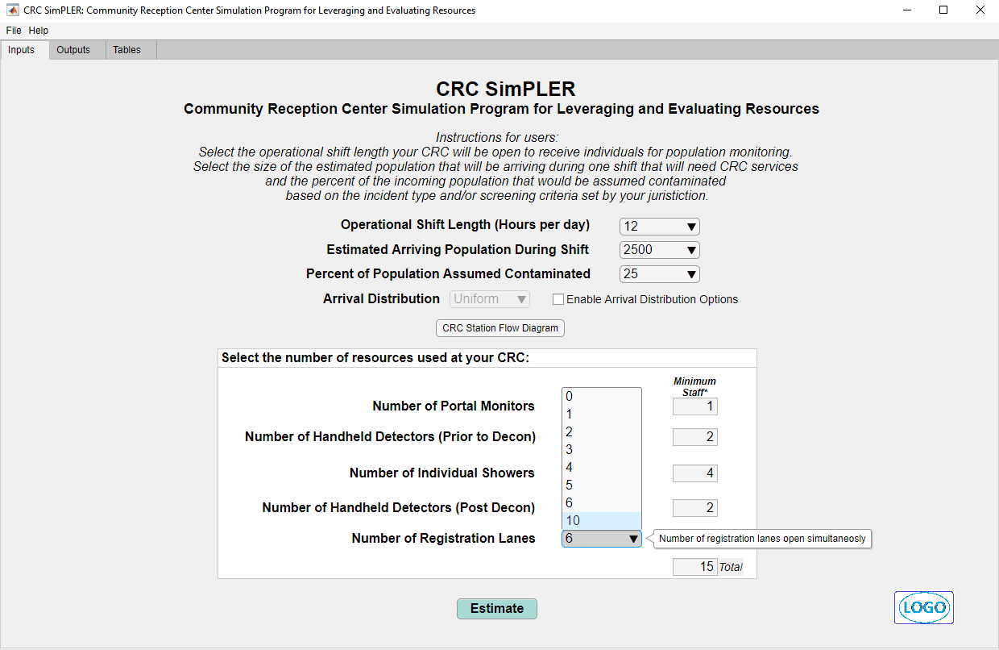 CRC SimPLER: Community Reception Center Simulation Program for Leveraging and Evaluating Resources
File Help
Inputs Outputs Tables
CRC SimPLER
Community Reception Center Simulation Program for Leveraging and Evaluating Resources
Instructions for users:
Select the operational shift length your CRC will be open to receive individuals for population monitoring.
Select the size of the estimated population that will be arriving during one shift that will need CRC services
and the percent of the incoming population that would be assumed contaminated
based on the incident type and/or screening criteria set by your juristiction.
Operational Shift Length (Hours per day) 12
Estimated Arriving Population During Shift 2500
Percent of Population Assumed Contaminated 25
Arrival Distribution Uniform Enable Arrival Distribution Options
CRC Station Flow Diagram
Select the number of resources used at your CRC:
Minimum
Staff*
Number of Portal Monitors 1
Number of Handheld Detectors (Prior to Decon) 2
Number of Individual Showers 4
Number of Handheld Detectors (Post Decon) 2
0
1
2
3
4
5
6
10
Number of Registration Lanes 6 Number of registration lanes open simultaneosly
15 Total
Estimate
LOGO